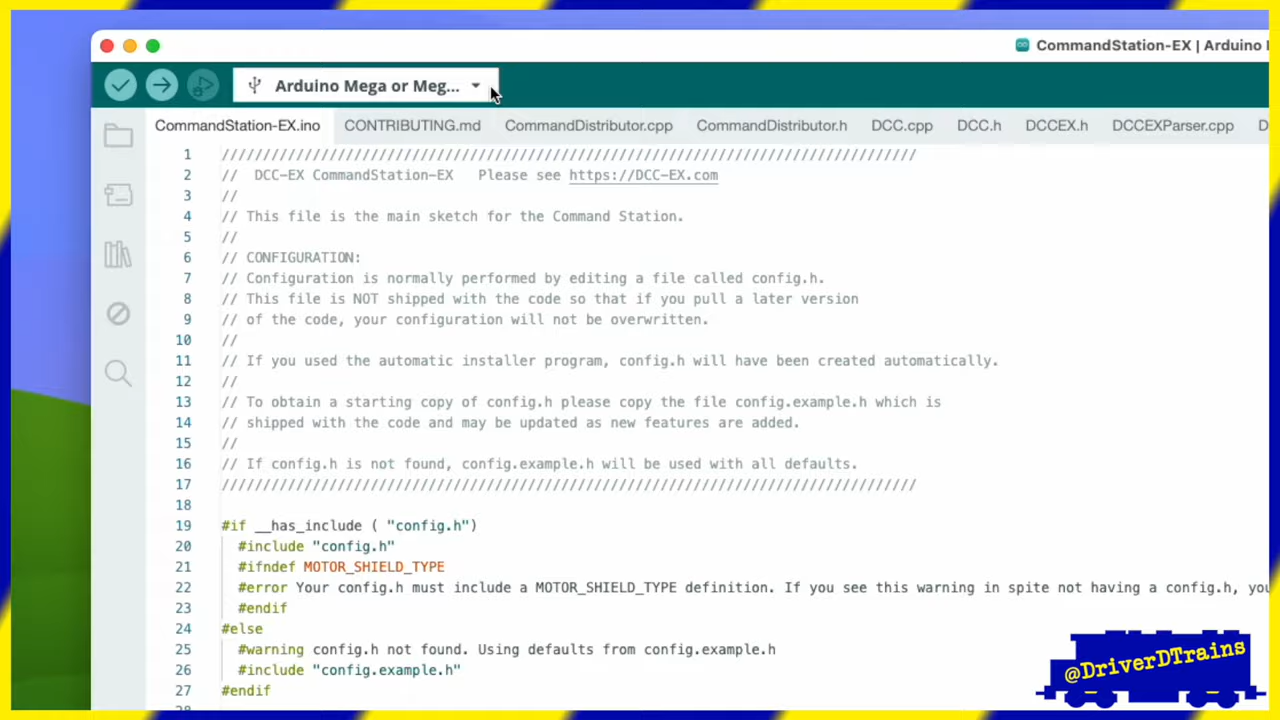 CommandStation-EX | Arduino
Arduino Mega or Meg...
CommandStation-EX.ino CONTRIBUTING.md CommandDistributor.cpp CommandDistributor.h DCC.cpp DCC.h DCCEX.h DCCEXParser.cpp D
1 ////////////////////////////////////////////////////////////////////////////////////
2 // DCC-EX CommandStation-EX Please see https://DCC-EX.com
3 //
4 // This file is the main sketch for the Command Station.
5 //
6 // CONFIGURATION:
7 // Configuration is normally performed by editing a file called config.h.
8 // This file is NOT shipped with the code so that if you pull a later version
9 // of the code, your configuration will not be overwritten.
10 //
11 // If you used the automatic installer program, config.h will have been created automatically.
12 //
13 // To obtain a starting copy of config.h please copy the file config.example.h which is
14 // shipped with the code and may be updated as new features are added.
15 //
16 // If config.h is not found, config.example.h will be used with all defaults.
17 ////////////////////////////////////////////////////////////////////////////////////
18
19 #if __has_include ( "config.h")
20 #include "config.h"
21 #ifndef MOTOR_SHIELD_TYPE
22 #error Your config.h must include a MOTOR_SHIELD_TYPE definition. If you see this warning in spite not having a config.h, you
23 #endif
24 #else
25 #warning config.h not found. Using defaults from config.example.h
26 #include "config.example.h"
27 #endif
@DriverDTrains